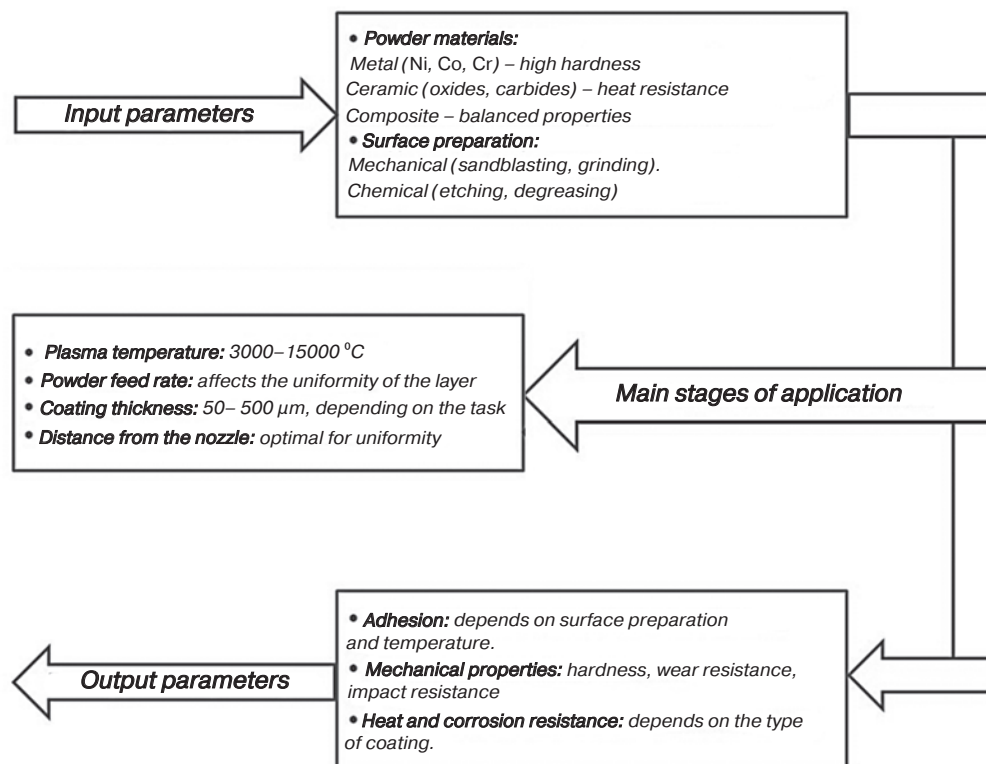 Input parameters
• Powder materials:
Metal (Ni, Co, Cr) – high hardness
Ceramic (oxides, carbides) – heat resistance
Composite – balanced properties
• Surface preparation:
Mechanical (sandblasting, grinding).
Chemical (etching, degreasing)
• Plasma temperature: 3000–15000 °C
• Powder feed rate: affects the uniformity of the layer
• Coating thickness: 50– 500 µm, depending on the task
• Distance from the nozzle: optimal for uniformity
Main stages of application
• Adhesion: depends on surface preparation
and temperature.
• Mechanical properties: hardness, wear resistance,
impact resistance
• Heat and corrosion resistance: depends on the type
of coating.
Output parameters